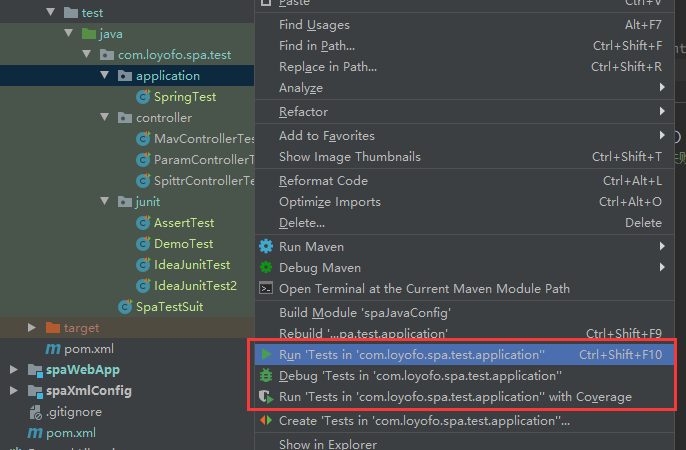 test
java
com.loyofo.spa.test
application
SpringTest
controller
MavControllerTes
ParamControllerT
SpittrControllerTe
junit
AssertTest
DemoTest
IdeaJunitTest
IdeaJunitTest2
SpaTestSuit
target
pom.xml
spaWebApp
spaXmlConfig
.gitignore
pom.xml
Paste Ctrl+V
Find Usages Alt+F7
Find in Path... Ctrl+Shift+F
Replace in Path... Ctrl+Shift+R
Analyze
Refactor
Add to Favorites
Show Image Thumbnails Ctrl+Shift+T
Reformat Code Ctrl+Alt+L
Optimize Imports Ctrl+Alt+O
Delete... Delete
Run Maven
Debug Maven
Open Terminal at the Current Maven Module Path
Build Module 'spaJavaConfig'
Rebuild '...pa.test.application' Ctrl+Shift+F9
Run 'Tests in 'com.loyofo.spa.test.application'' Ctrl+Shift+F10
Debug 'Tests in 'com.loyofo.spa.test.application''
Run 'Tests in 'com.loyofo.spa.test.application'' with Coverage
Create 'Tests in 'com.loyofo.spa.test.application''...
Show in Explorer